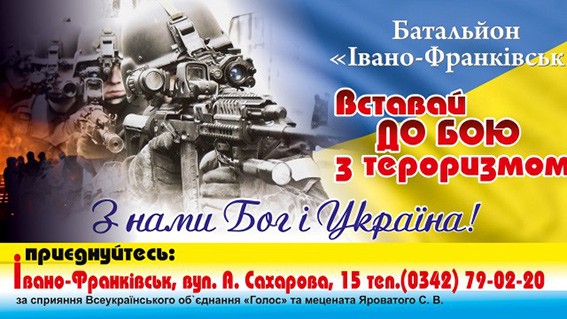 Батальйон
«Івано-Франківськ
Вставай
ДО БОЮ
з тероризмом
З нами Бог і Україна!
приєднуйтесь:
Івано-Франківськ, вул. А. Сахарова, 15 теп.(0342) 79-02-20
за сприяння Всеукраїнського об`єднання «Голос» та мецената Яроватого С. В.